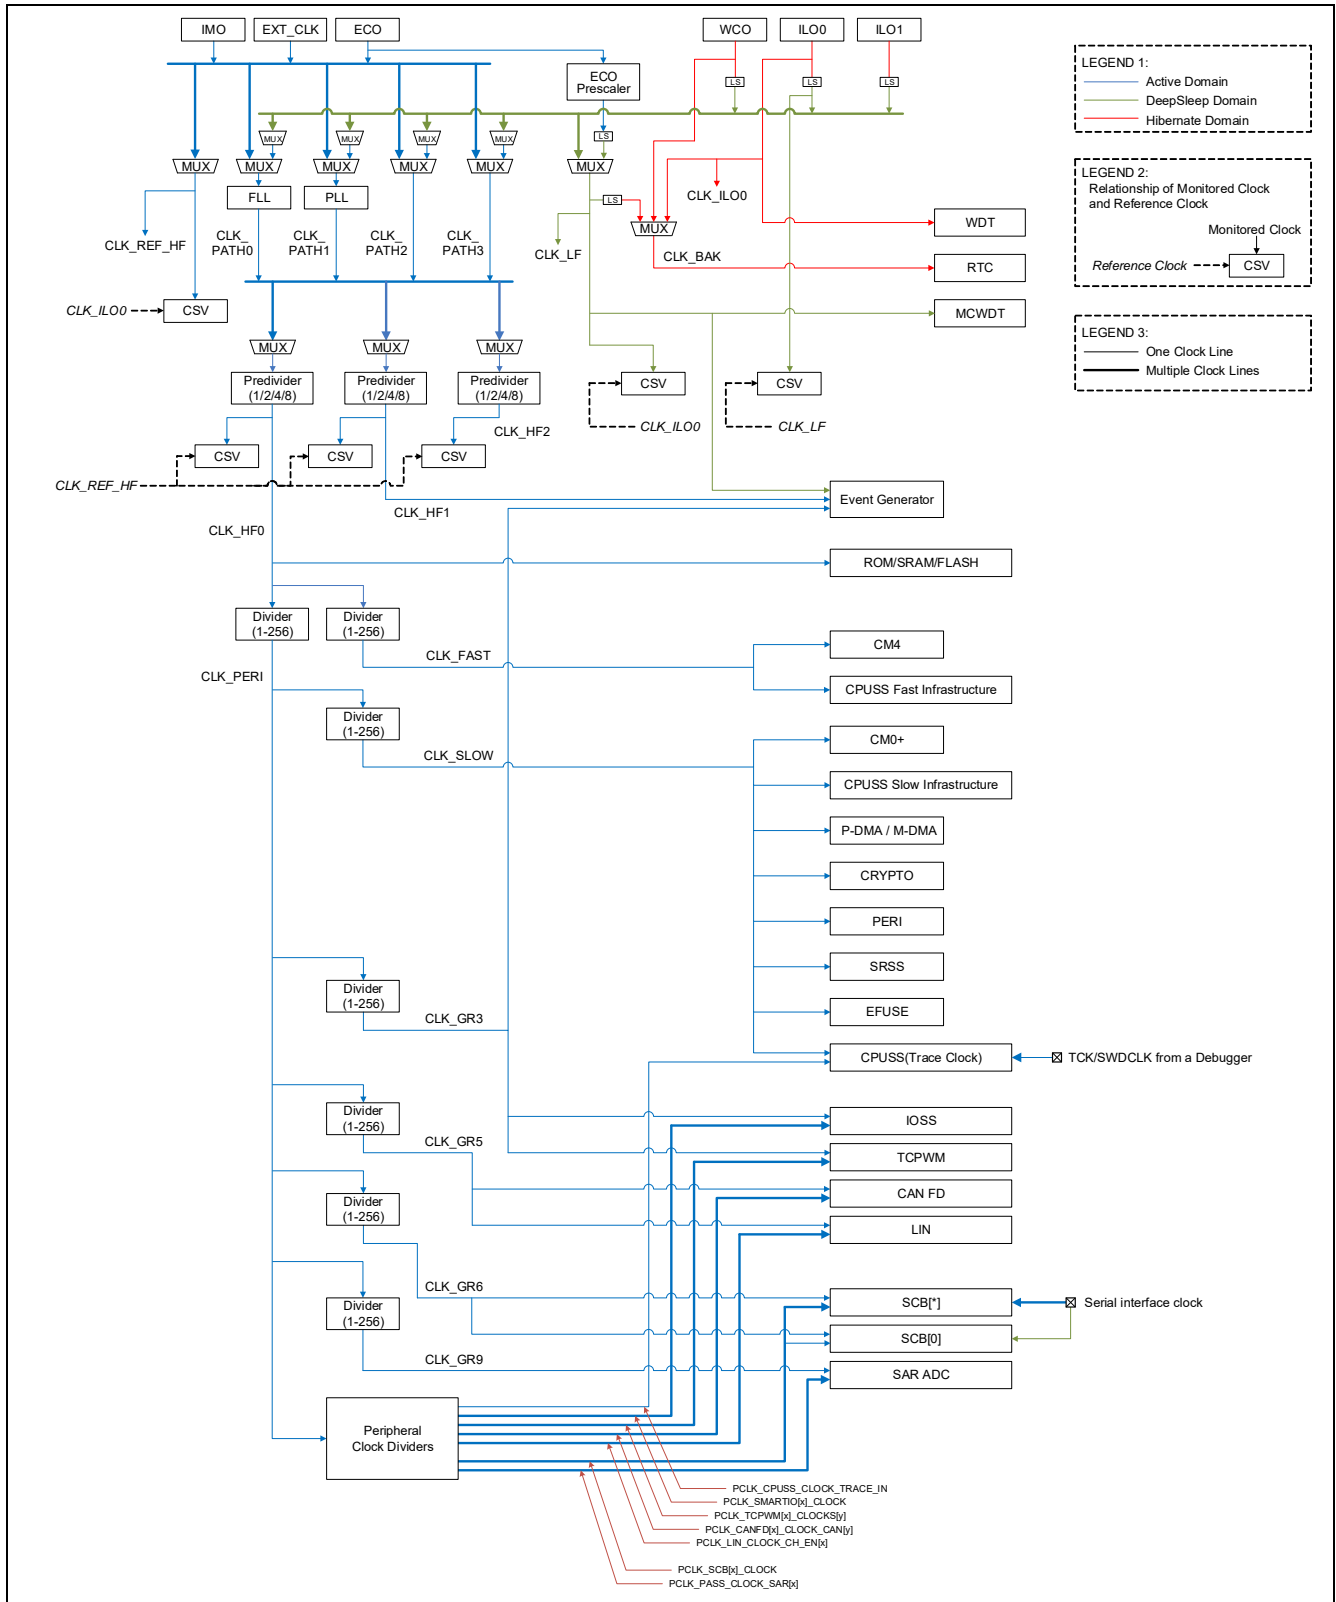 IMO
EXT_CLK
ECO
WCO
ILO0
ILO1
ECO
Prescaler
LS
LS
LS
LS
MUX
MUX
MUX
MUX
MUX
MUX
MUX
MUX
MUX
MUX
FLL
PLL
LS
MUX
CLK_ILO0
CLK_REF_HF
CLK_
PATH0
CLK_
PATH1
CLK_
PATH2
CLK_
PATH3
CLK_LF
CLK_BAK
WDT
RTC
MCWDT
CLK_ILO0
CSV
MUX
MUX
MUX
Predivider
(1/2/4/8)
Predivider
(1/2/4/8)
Predivider
(1/2/4/8)
CSV
CSV
CLK_ILO0
CLK_LF
CLK_HF2
CSV
CSV
CSV
CLK_REF_HF
CLK_HF1
CLK_HF0
Event Generator
ROM/SRAM/FLASH
Divider
(1-256)
Divider
(1-256)
CLK_FAST
CM4
CPUSS Fast Infrastructure
CLK_PERI
Divider
(1-256)
CLK_SLOW
CM0+
CPUSS Slow Infrastructure
P-DMA / M-DMA
CRYPTO
PERI
SRSS
EFUSE
CPUSS(Trace Clock)
TCK/SWDCLK from a Debugger
Divider
(1-256)
CLK_GR3
Divider
(1-256)
CLK_GR5
IOSS
TCPWM
CAN FD
LIN
Divider
(1-256)
CLK_GR6
SCB[*]
Serial interface clock
SCB[0]
Divider
(1-256)
CLK_GR9
SAR ADC
Peripheral
Clock Dividers
PCLK_CPUSS_CLOCK_TRACE_IN
PCLK_SMARTIO[x]_CLOCK
PCLK_TCPWM[x]_CLOCKS[y]
PCLK_CANFD[x]_CLOCK_CAN[y]
PCLK_LIN_CLOCK_CH_EN[x]
PCLK_SCB[x]_CLOCK
PCLK_PASS_CLOCK_SAR[x]
LEGEND 1:
Active Domain
DeepSleep Domain
Hibernate Domain
LEGEND 2:
Relationship of Monitored Clock
and Reference Clock
Monitored Clock
Reference Clock
CSV
LEGEND 3:
One Clock Line
Multiple Clock Lines